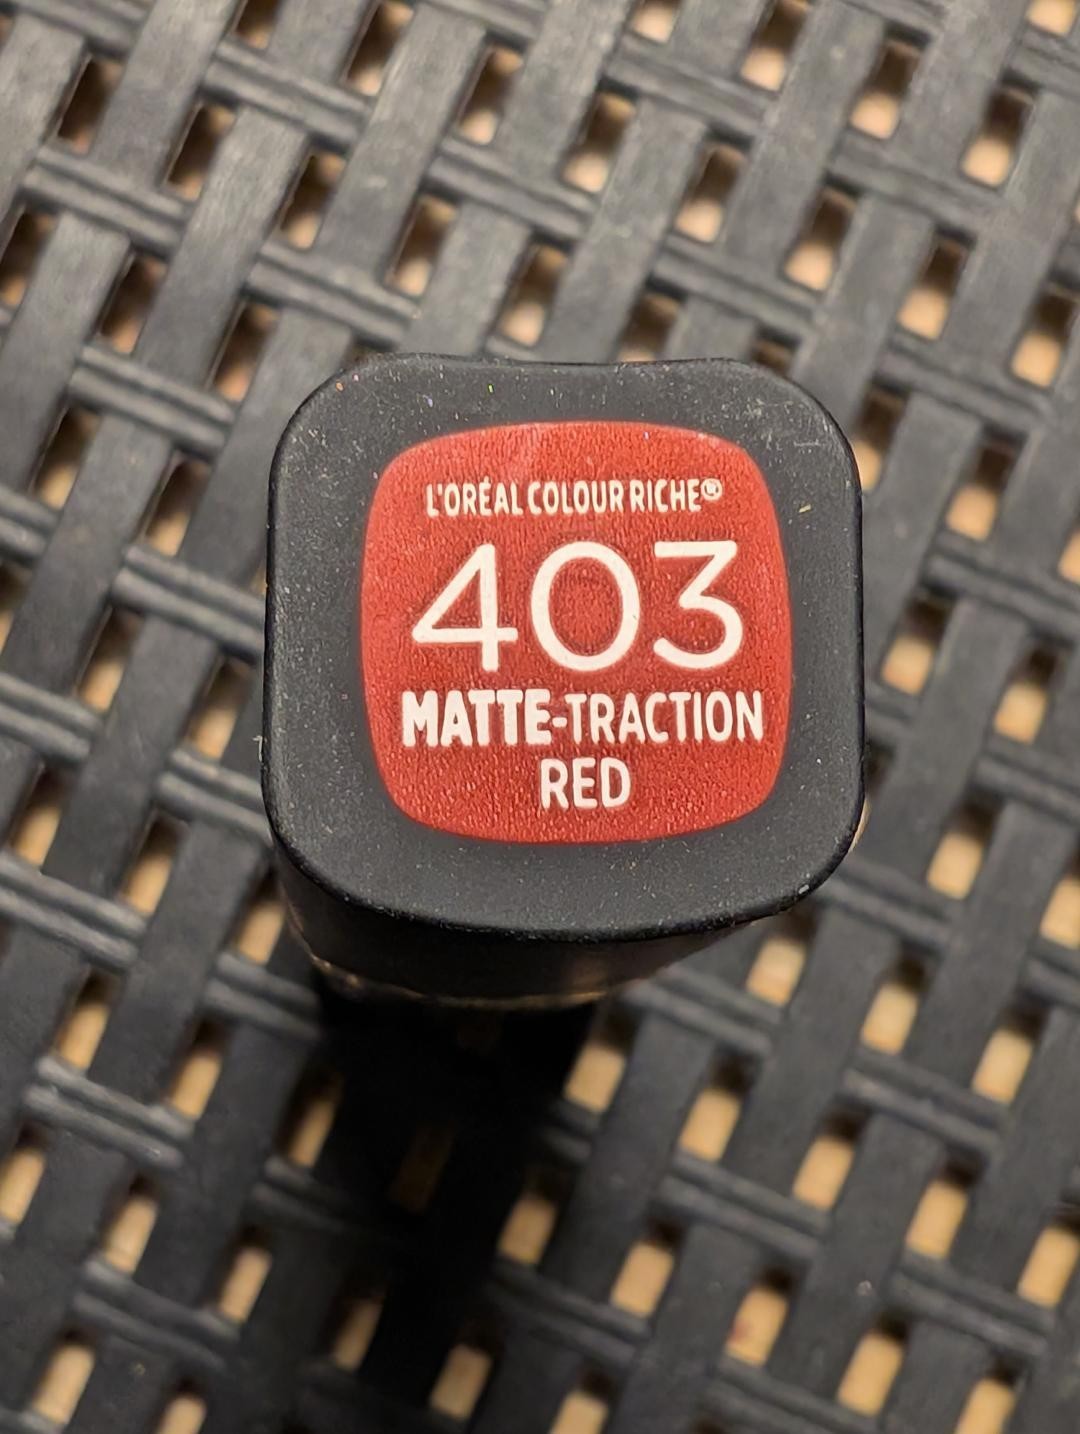 L'ORÉAL COLOUR RICHE®
403
MATTE-TRACTION
RED